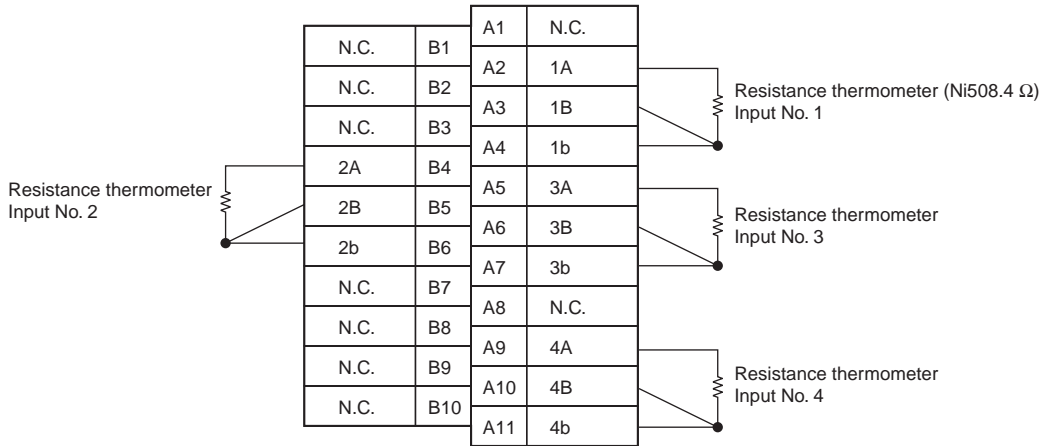 A1 N.C.
N.C. B1
A2 1A
N.C. B2
A3 1B
N.C. B3
A4 1b
2A B4
A5 3A
2B B5
A6 3B
2b B6
A7 3b
N.C. B7
A8 N.C.
N.C. B8
A9 4A
N.C. B9
A10 4B
N.C. B10
A11 4b
Resistance thermometer (Ni508.4 Ω)
Input No. 1
Resistance thermometer
Input No. 2
Resistance thermometer
Input No. 3
Resistance thermometer
Input No. 4